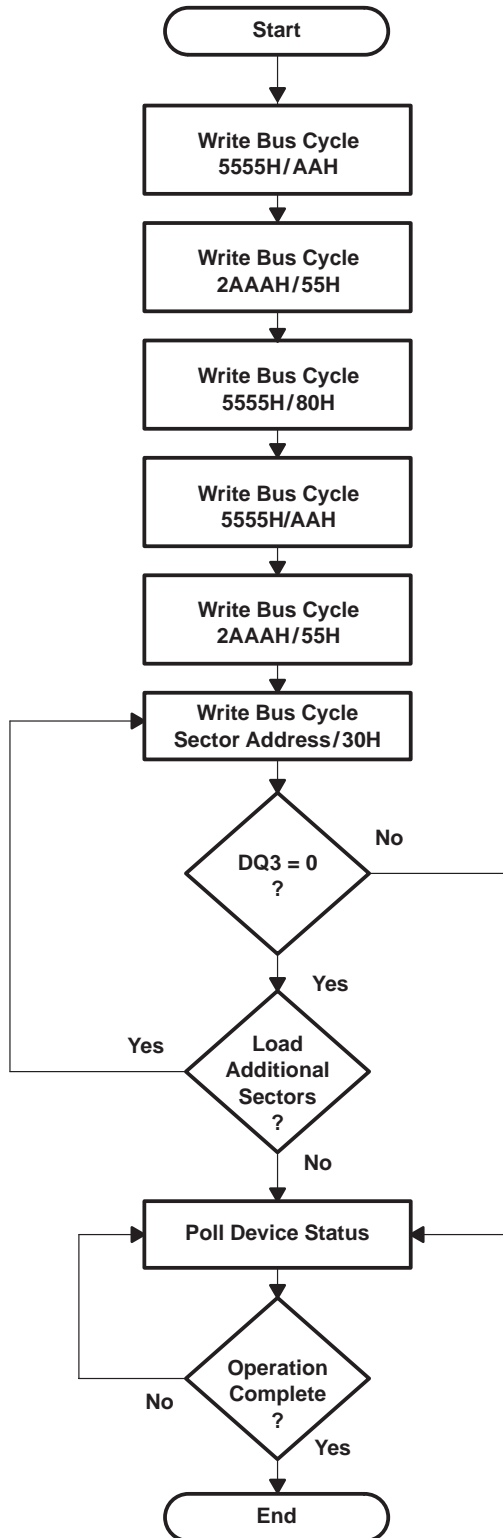 Start
Write Bus Cycle
5555H/AAH
Write Bus Cycle
2AAAH/55H
Write Bus Cycle
5555H/80H
Write Bus Cycle
5555H/AAH
Write Bus Cycle
2AAAH/55H
Write Bus Cycle
Sector Address/30H
No
DQ3 = 0
?
Yes
Yes
Load
Additional
Sectors
?
No
Poll Device Status
Operation
Complete
?
No
Yes
End